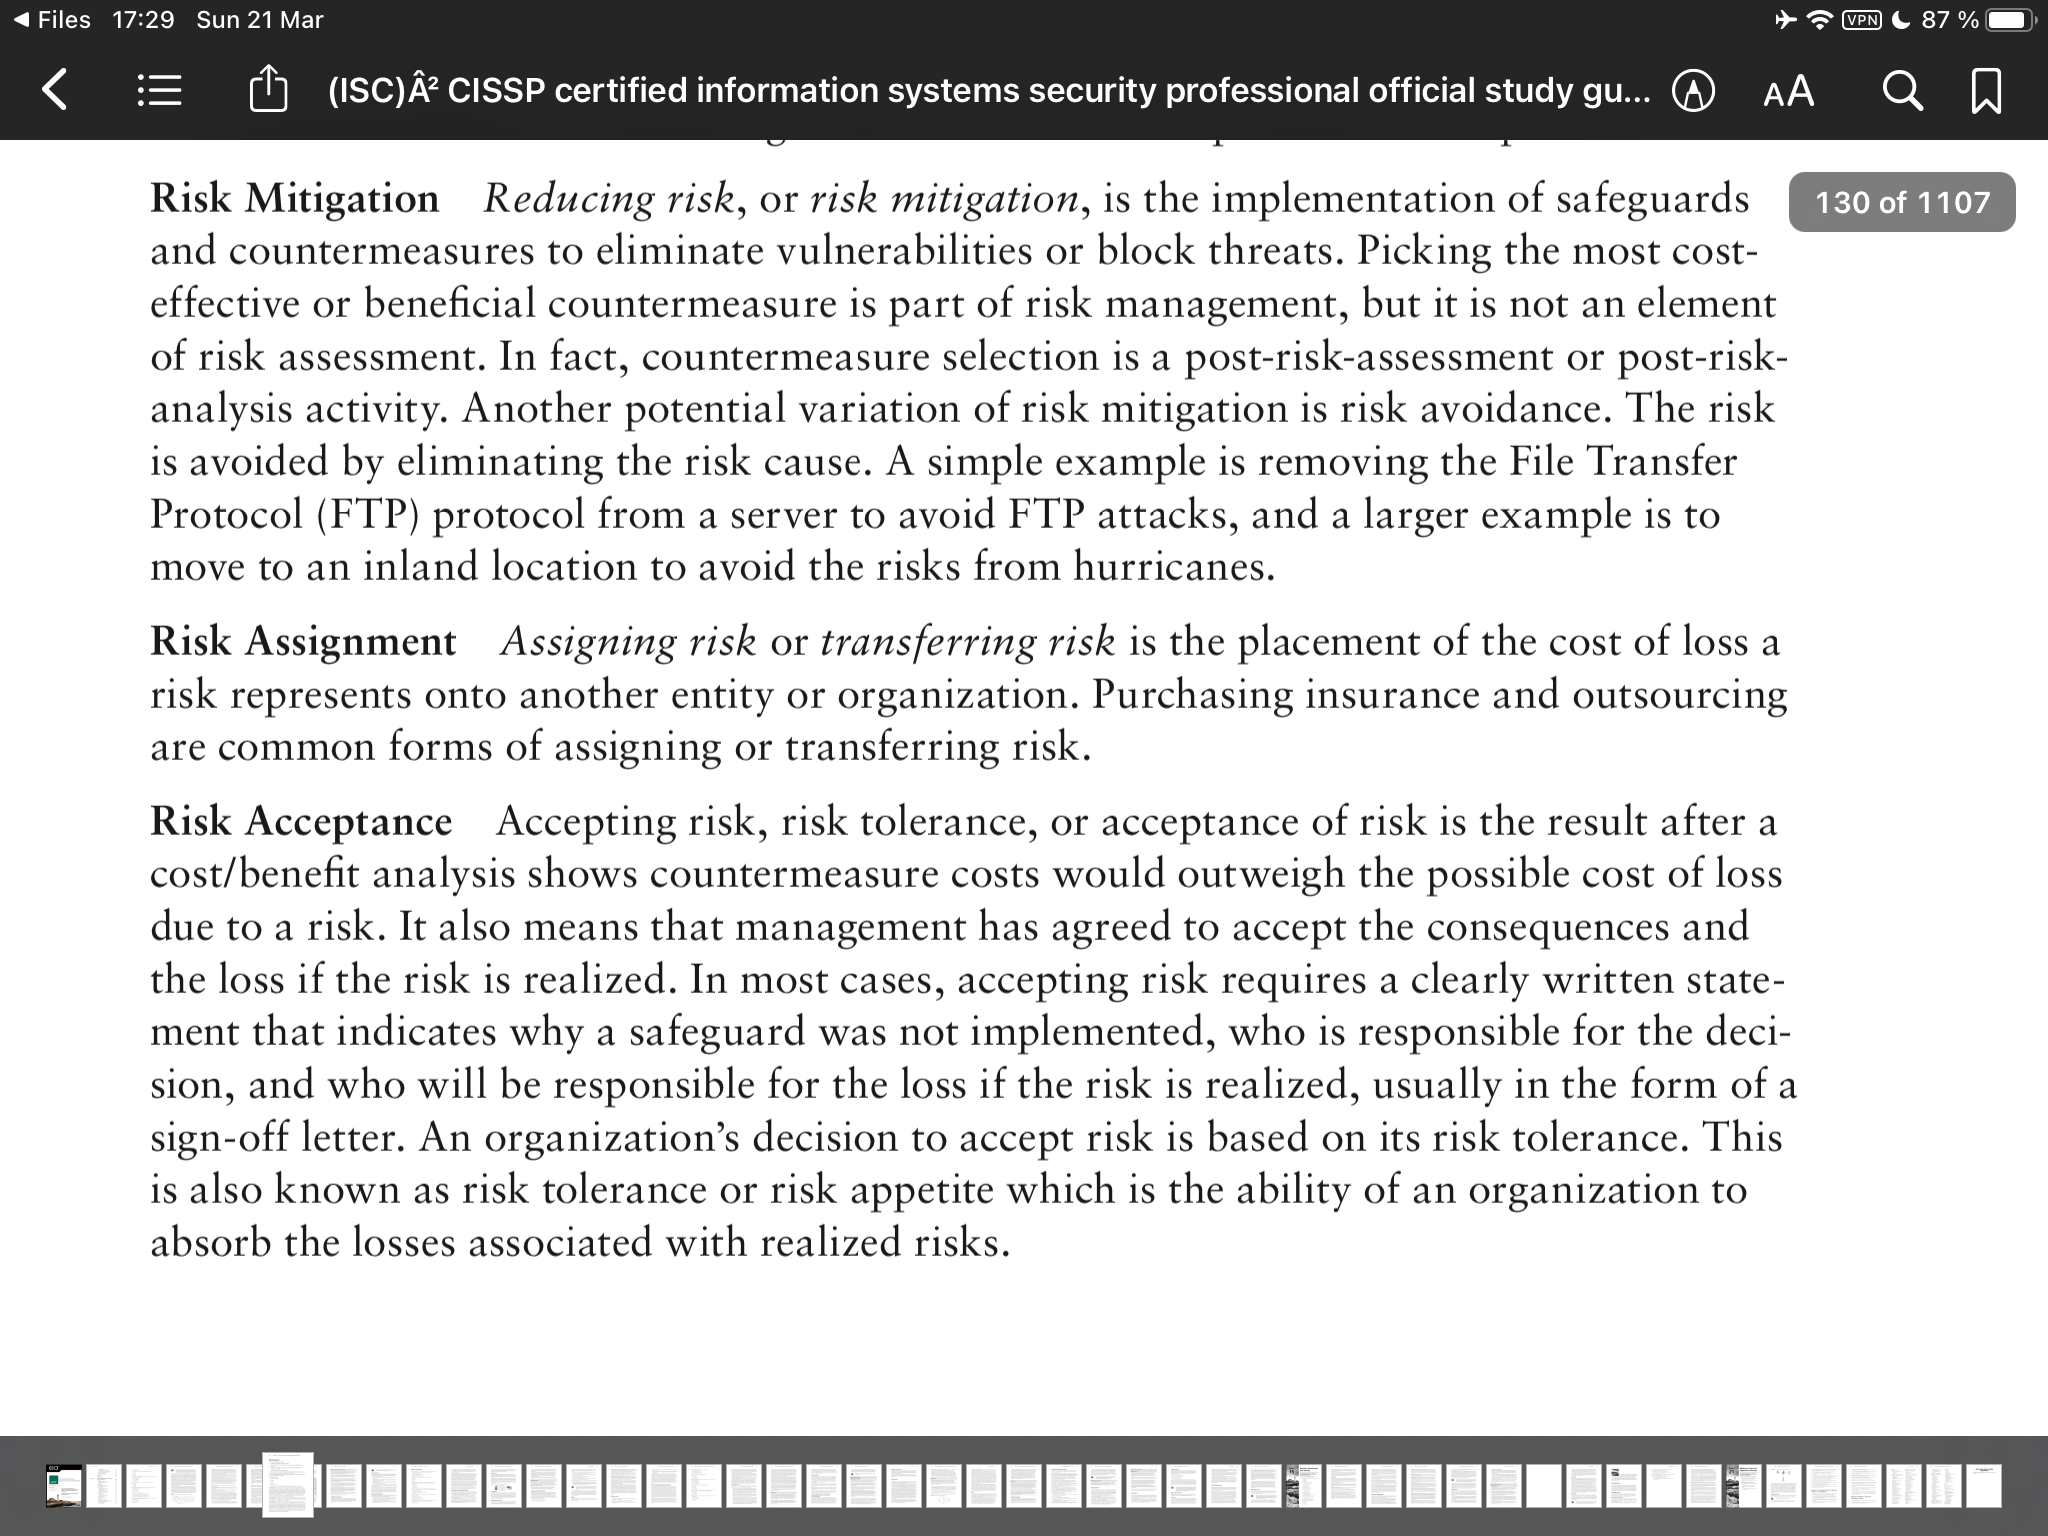 Files 17:29 Sun 21 Mar VPN 87 %
(ISC)Â² CISSP certified information systems security professional official study gu... AA
130 of 1107
Risk Mitigation Reducing risk, or risk mitigation, is the implementation of safeguards
and countermeasures to eliminate vulnerabilities or block threats. Picking the most cost-
effective or beneficial countermeasure is part of risk management, but it is not an element
of risk assessment. In fact, countermeasure selection is a post-risk-assessment or post-risk-
analysis activity. Another potential variation of risk mitigation is risk avoidance. The risk
is avoided by eliminating the risk cause. A simple example is removing the File Transfer
Protocol (FTP) protocol from a server to avoid FTP attacks, and a larger example is to
move to an inland location to avoid the risks from hurricanes.
Risk Assignment Assigning risk or transferring risk is the placement of the cost of loss a
risk represents onto another entity or organization. Purchasing insurance and outsourcing
are common forms of assigning or transferring risk.
Risk Acceptance Accepting risk, risk tolerance, or acceptance of risk is the result after a
cost/benefit analysis shows countermeasure costs would outweigh the possible cost of loss
due to a risk. It also means that management has agreed to accept the consequences and
the loss if the risk is realized. In most cases, accepting risk requires a clearly written state-
ment that indicates why a safeguard was not implemented, who is responsible for the deci-
sion, and who will be responsible for the loss if the risk is realized, usually in the form of a
sign-off letter. An organization’s decision to accept risk is based on its risk tolerance. This
is also known as risk tolerance or risk appetite which is the ability of an organization to
absorb the losses associated with realized risks.